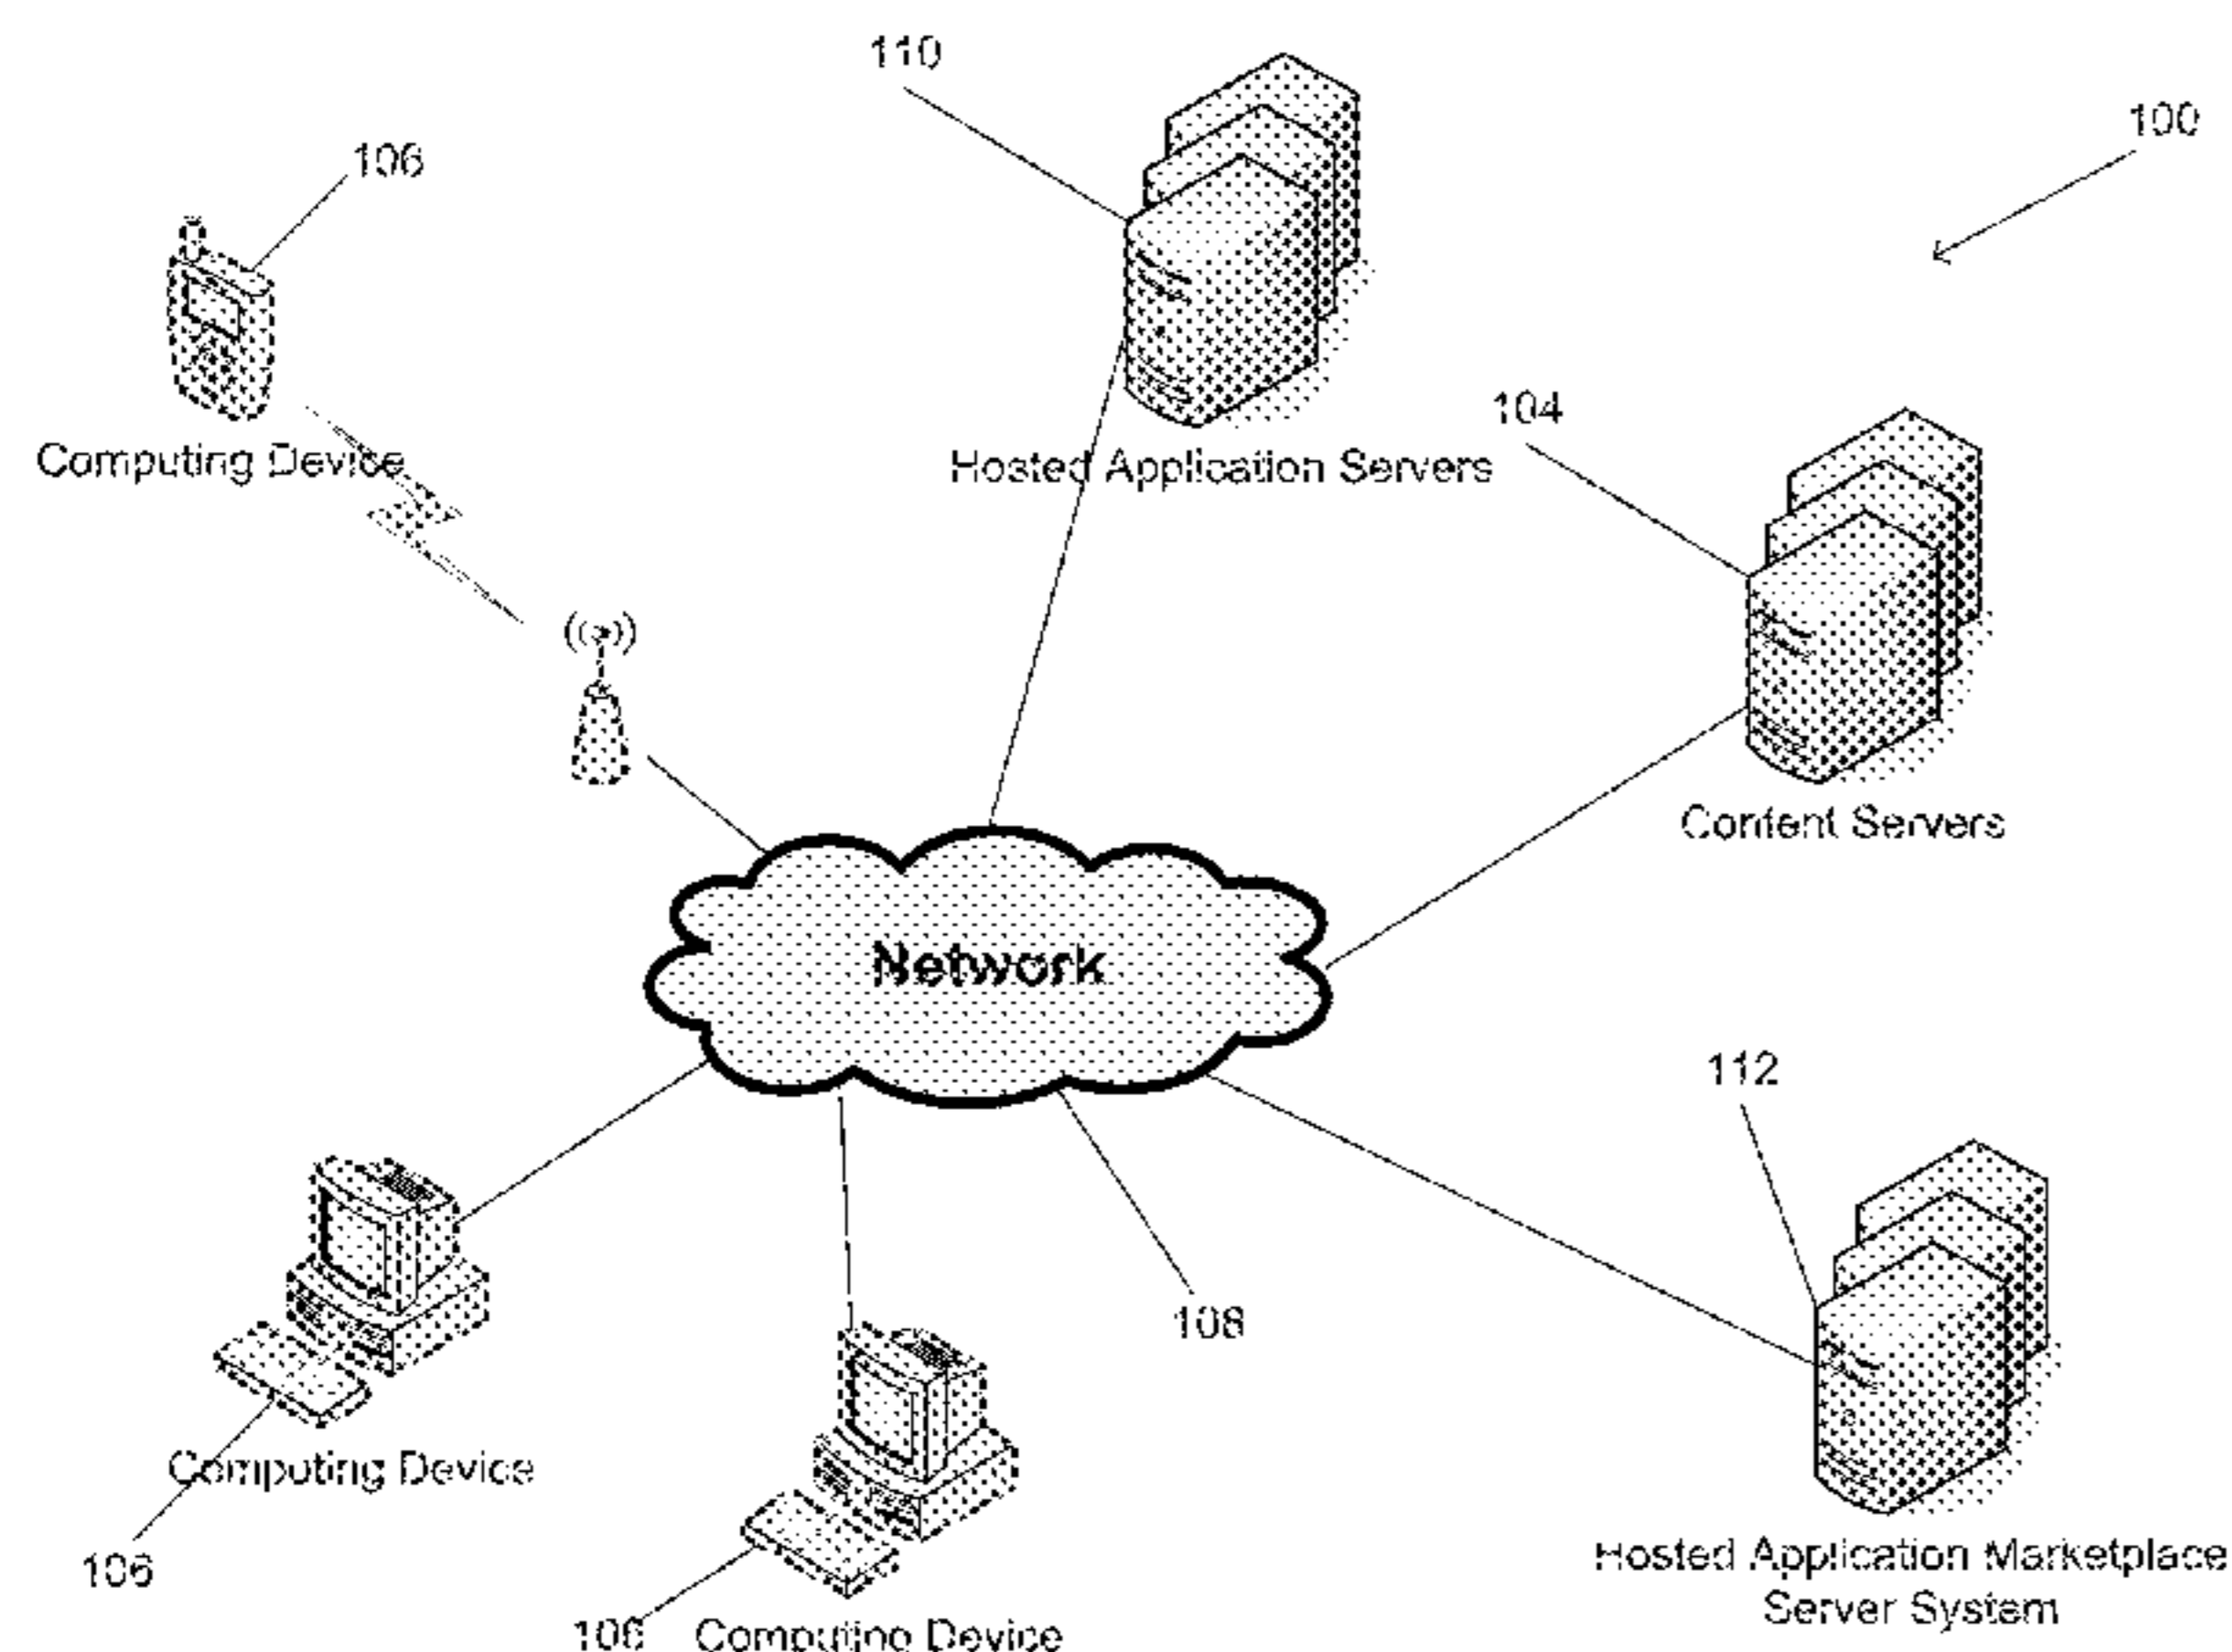 110
100
106
Computing Device
Hosted Application Servers
104
Content Servers
Network
112
108
Computing Device
106
Hosted Application Marketplace
Server System
106 Computing Device